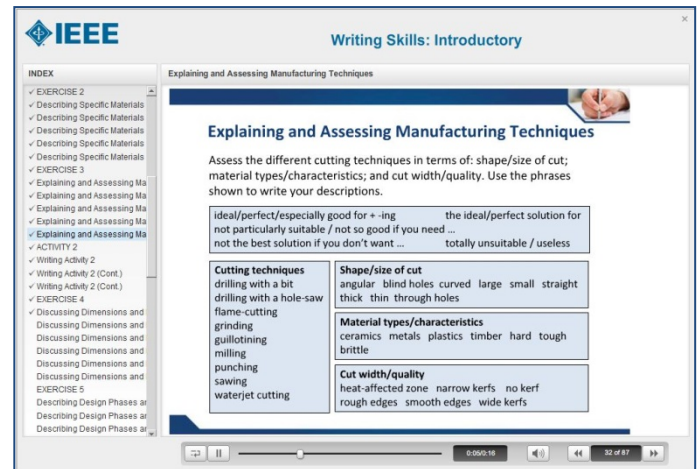 IEEE
Writing Skills: Introductory
INDEX
✓ EXERCISE 2
✓ Describing Specific Materials
✓ Describing Specific Materials
✓ Describing Specific Materials
✓ Describing Specific Materials
✓ Describing Specific Materials
✓ EXERCISE 3
✓ Explaining and Assessing Ma
✓ Explaining and Assessing Ma
✓ Explaining and Assessing Ma
✓ Explaining and Assessing Ma
✓ Explaining and Assessing Ma
✓ ACTIVITY 2
✓ Writing Activity 2
✓ Writing Activity 2 (Cont.)
✓ Writing Activity 2 (Cont.)
✓ EXERCISE 4
✓ Discussing Dimensions and
Discussing Dimensions and
Discussing Dimensions and
Discussing Dimensions and
Discussing Dimensions and
Discussing Dimensions and
EXERCISE 5
Describing Design Phases ar
Describing Design Phases ar
Describing Design Phases ar
Explaining and Assessing Manufacturing Techniques
Explaining and Assessing Manufacturing Techniques
Assess the different cutting techniques in terms of: shape/size of cut;
material types/characteristics; and cut width/quality. Use the phrases
shown to write your descriptions.
ideal/perfect/especially good for + -ing the ideal/perfect solution for
not particularly suitable / not so good if you need ...
not the best solution if you don't want ... totally unsuitable / useless
Cutting techniques
drilling with a bit
drilling with a hole-saw
flame-cutting
grinding
guillotining
milling
punching
sawing
waterjet cutting
Shape/size of cut
angular blind holes curved large small straight
thick thin through holes
Material types/characteristics
ceramics metals plastics timber hard tough
brittle
Cut width/quality
heat-affected zone narrow kerfs no kerf
rough edges smooth edges wide kerfs
0:05/0:16
32 of 87